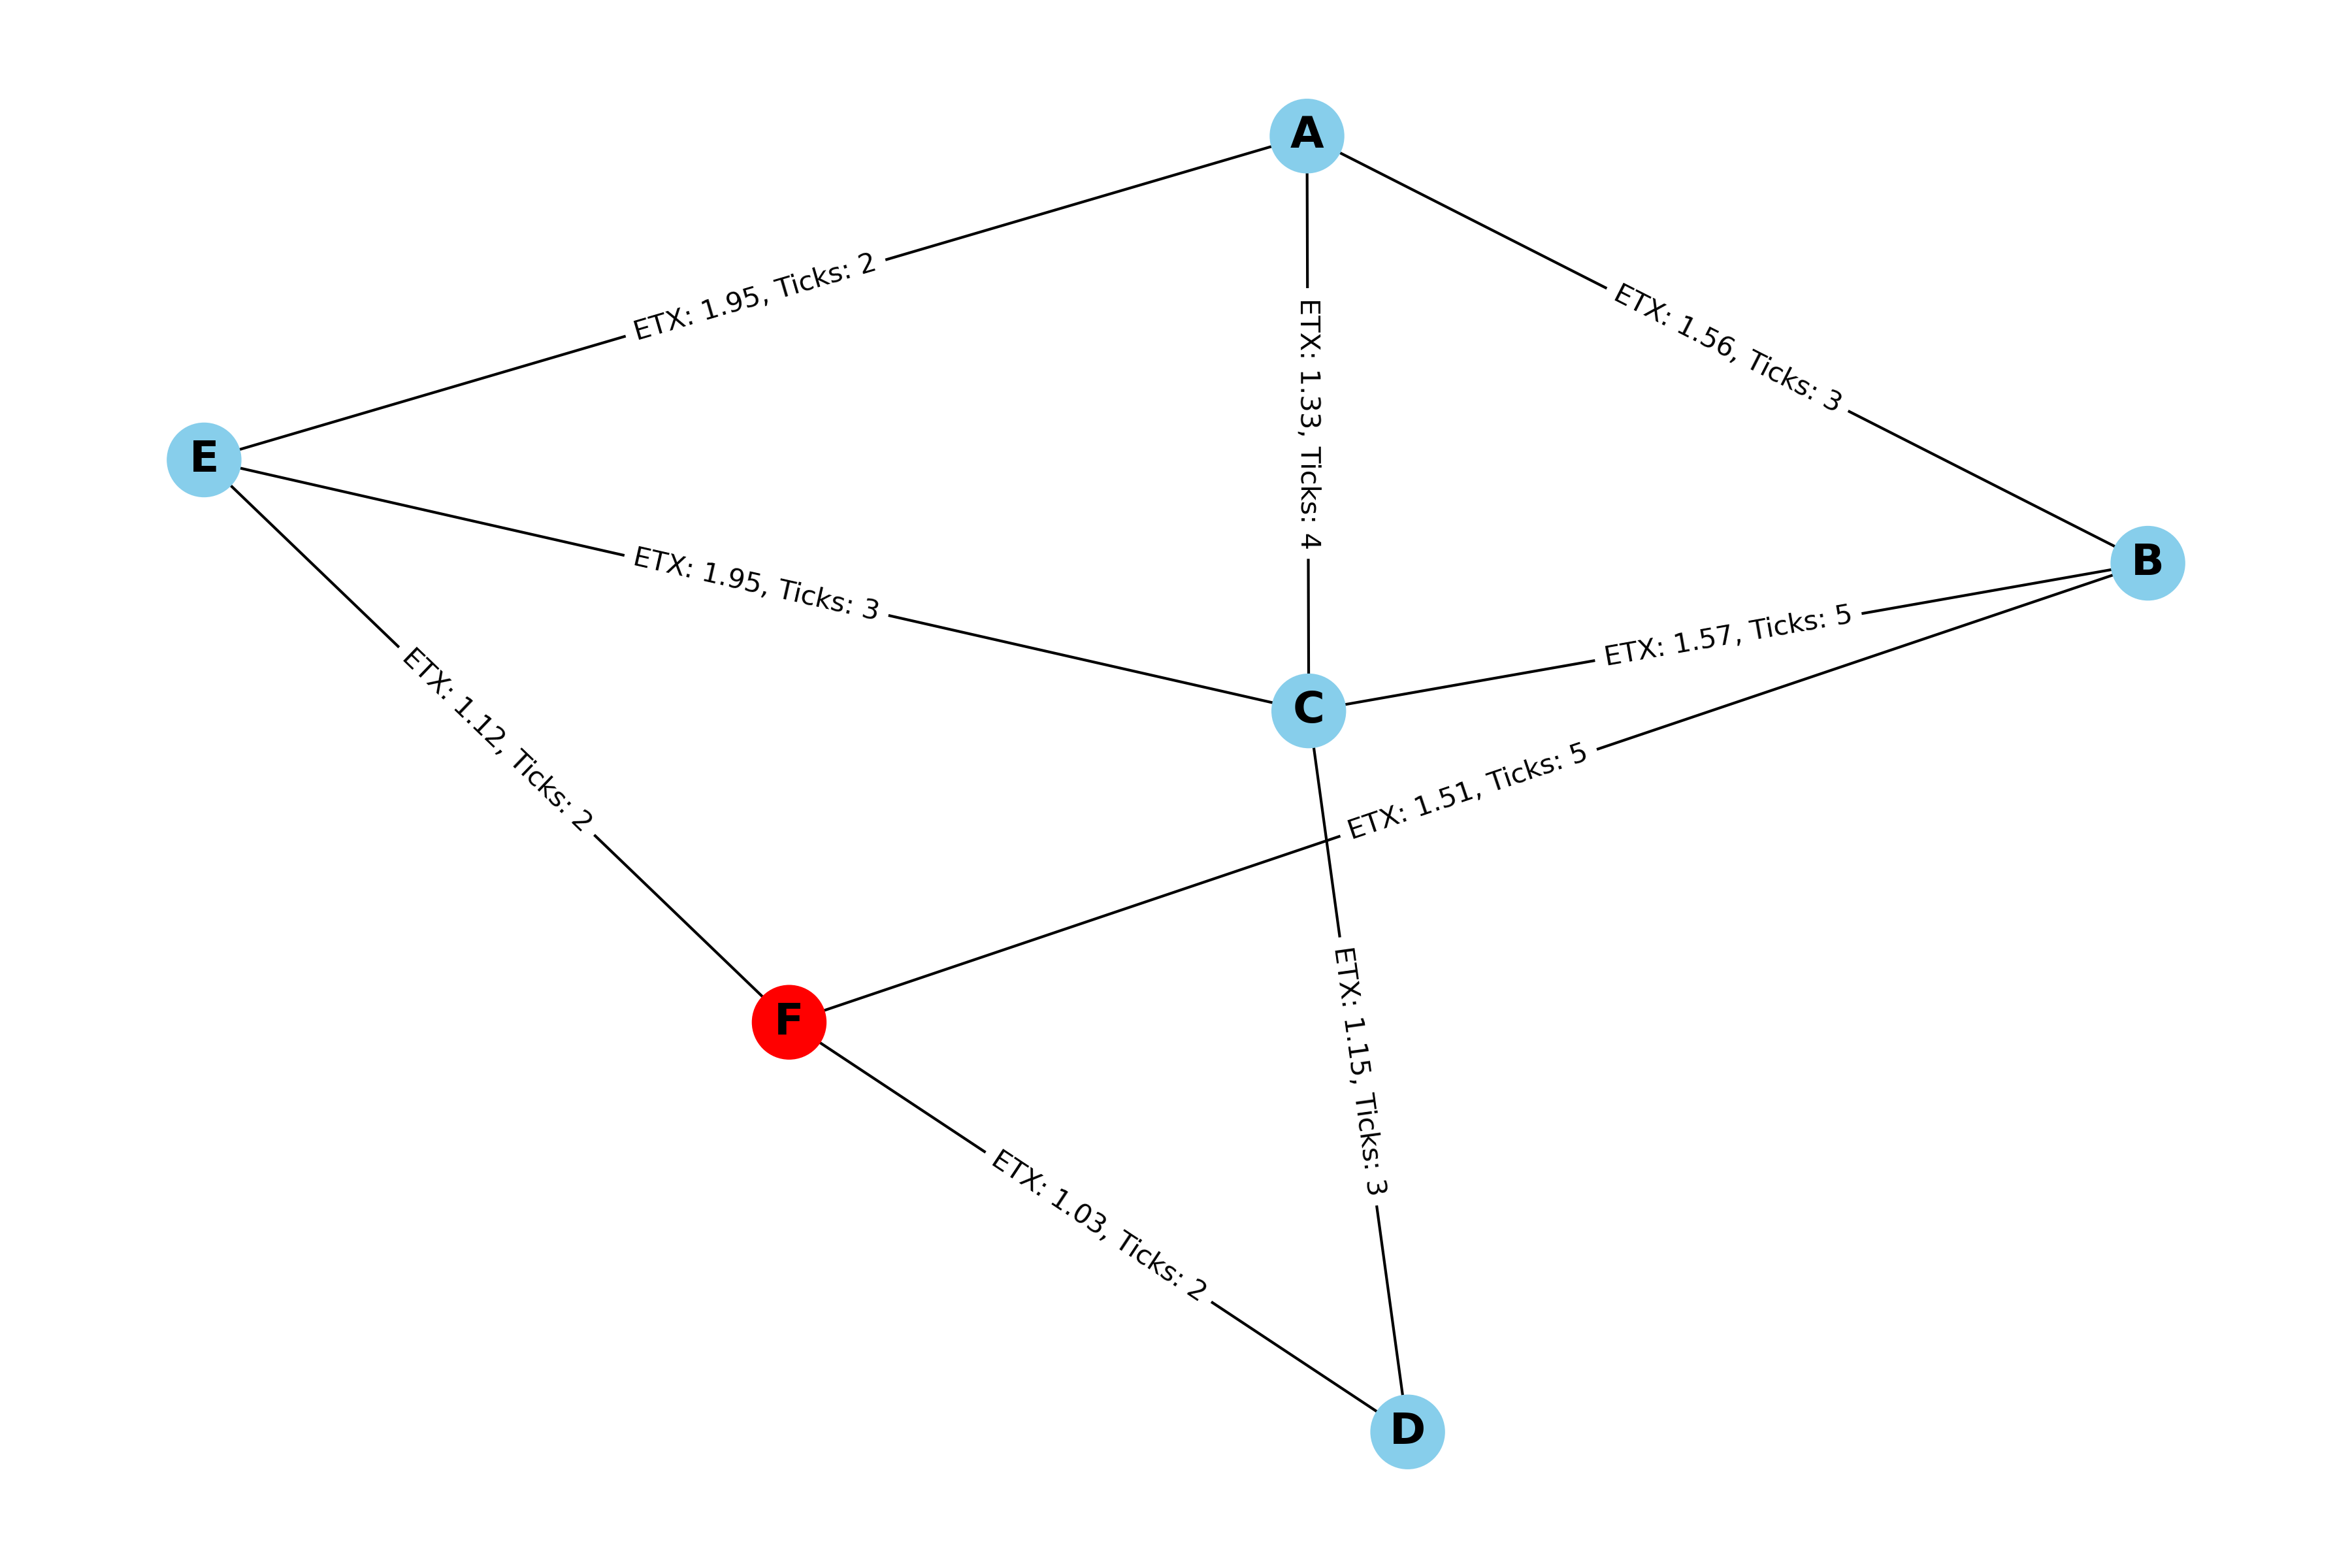 A
ETX: 1.95, Ticks: 2
ETX: 1.33, Ticks: 4
ETX: 1.56, Ticks: 3
E
B
ETX: 1.95, Ticks: 3
ETX: 1.57, Ticks: 5
C
ETX: 1.12, Ticks: 2
ETX: 1.51, Ticks: 5
F
ETX: 1.15, Ticks: 3
ETX: 1.03, Ticks: 2
D